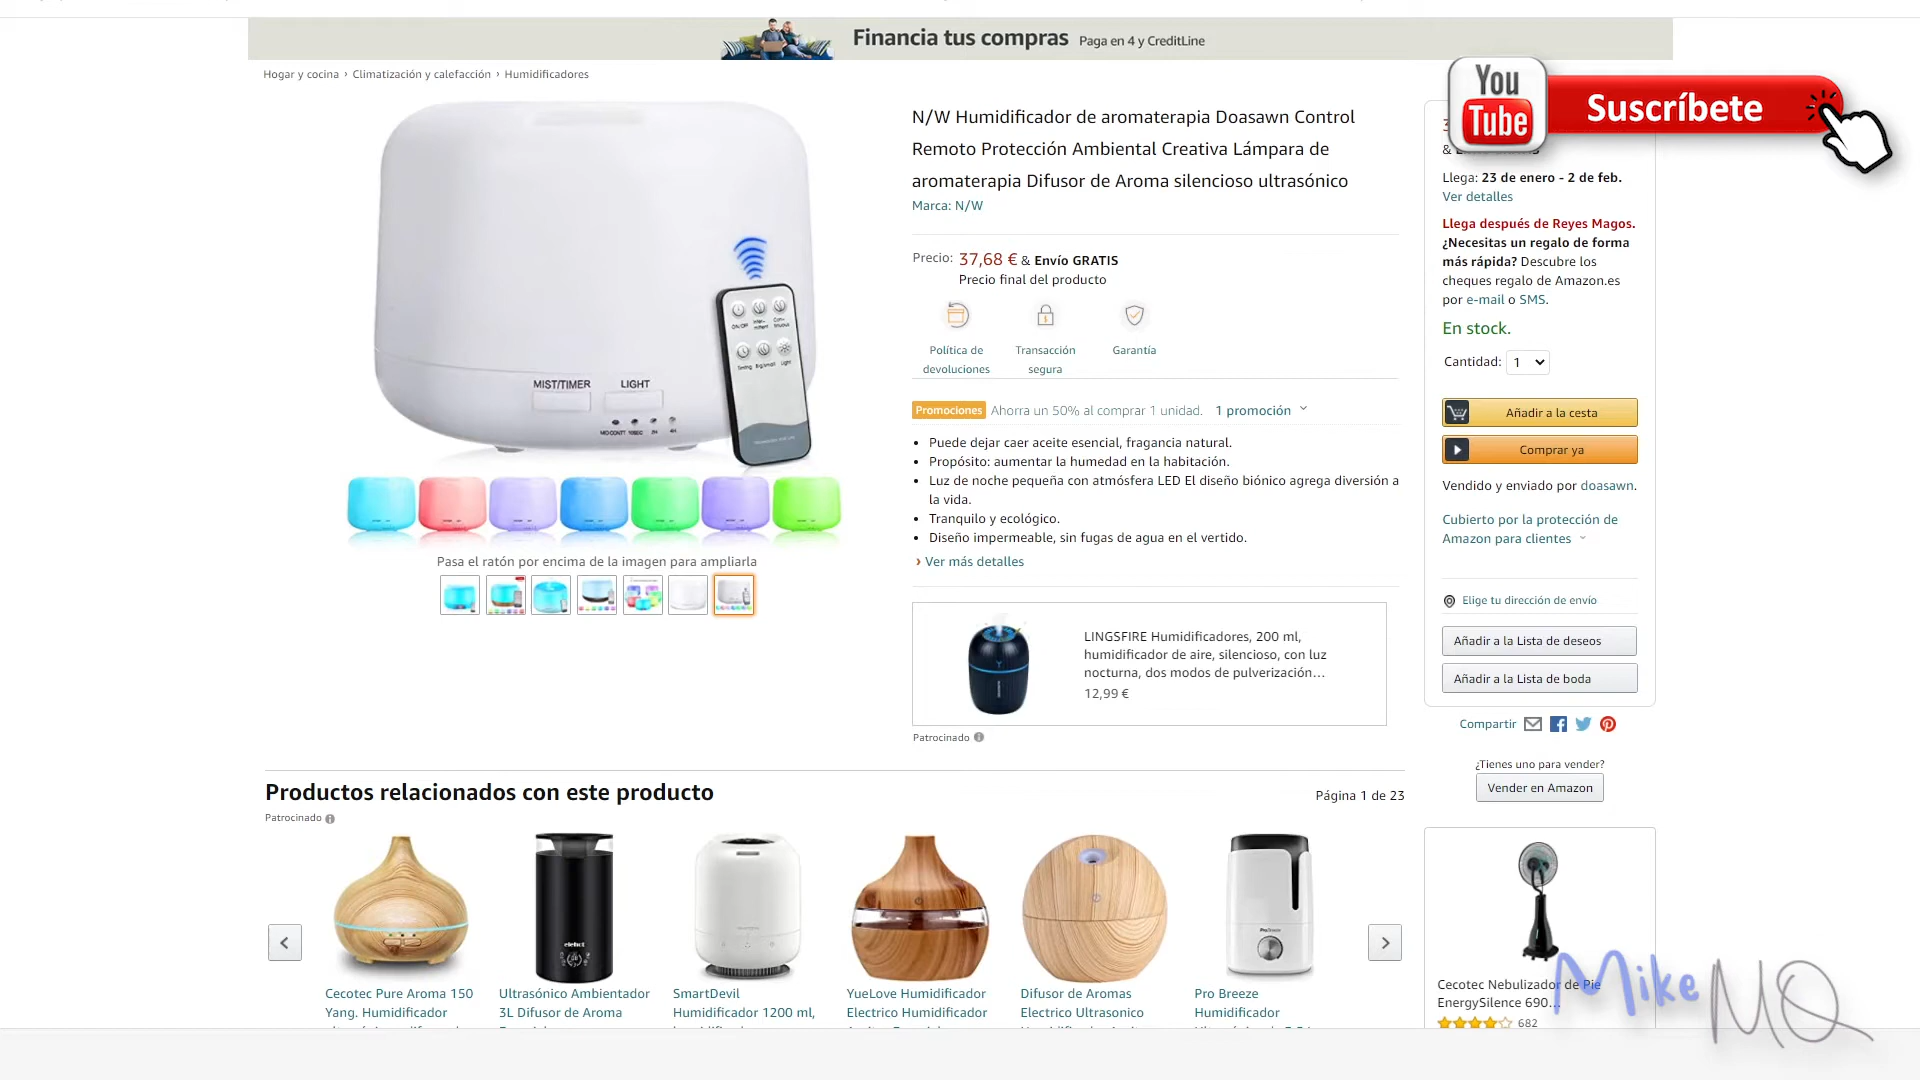 Financia tus compras Paga en 4 y CreditLine
Hogar y cocina › Climatización y calefacción › Humidificadores
You
Tube
Suscríbete
N/W Humidificador de aromaterapia Doasawn Control
Remoto Protección Ambiental Creativa Lámpara de
aromaterapia Difusor de Aroma silencioso ultrasónico
Marca: N/W
Precio: 37,68 € & Envío GRATIS
Precio final del producto
Política de
devoluciones
Transacción
segura
Garantía
Promociones Ahorra un 50% al comprar 1 unidad. 1 promoción
• Puede dejar caer aceite esencial, fragancia natural.
• Propósito: aumentar la humedad en la habitación.
• Luz de noche pequeña con atmósfera LED El diseño biónico agrega diversión a
la vida.
• Tranquilo y ecológico.
• Diseño impermeable, sin fugas de agua en el vertido.
› Ver más detalles
MIST/TIMER LIGHT
ON/OFF
Timing
Light
Pasa el ratón por encima de la imagen para ampliarla
LINGSFIRE Humidificadores, 200 ml,
humidificador de aire, silencioso, con luz
nocturna, dos modos de pulverización…
12,99 €
Patrocinado
Llega: 23 de enero - 2 de feb.
Ver detalles
Llega después de Reyes Magos.
¿Necesitas un regalo de forma
más rápida? Descubre los
cheques regalo de Amazon.es
por e-mail o SMS.
En stock.
Cantidad: 1
Añadir a la cesta
Comprar ya
Vendido y enviado por doasawn.
Cubierto por la protección de
Amazon para clientes
Elige tu dirección de envío
Añadir a la Lista de deseos
Añadir a la Lista de boda
Compartir
¿Tienes uno para vender?
Vender en Amazon
Productos relacionados con este producto
Página 1 de 23
Patrocinado
Cecotec Pure Aroma 150
Yang. Humidificador
Ultrasónico Ambientador
3L Difusor de Aroma
SmartDevil
Humidificador 1200 ml,
YueLove Humidificador
Electrico Humidificador
Difusor de Aromas
Electrico Ultrasonico
Pro Breeze
Humidificador
Cecotec Nebulizador de Pie
EnergySilence 690…
682
Mike MQ